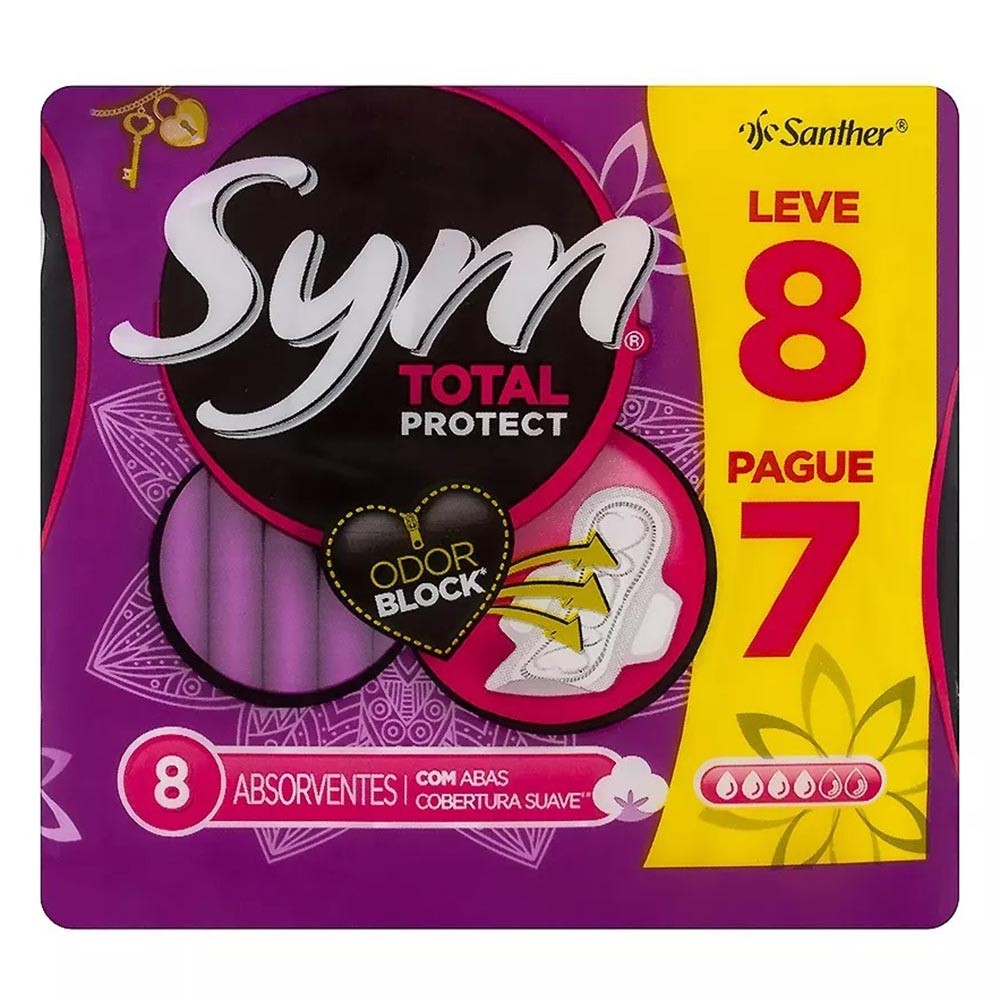 Santher®
LEVE
8
PAGUE
7
Sym®
TOTAL
PROTECT
ODOR
BLOCK*
8 ABSORVENTES
COM ABAS
COBERTURA SUAVE**